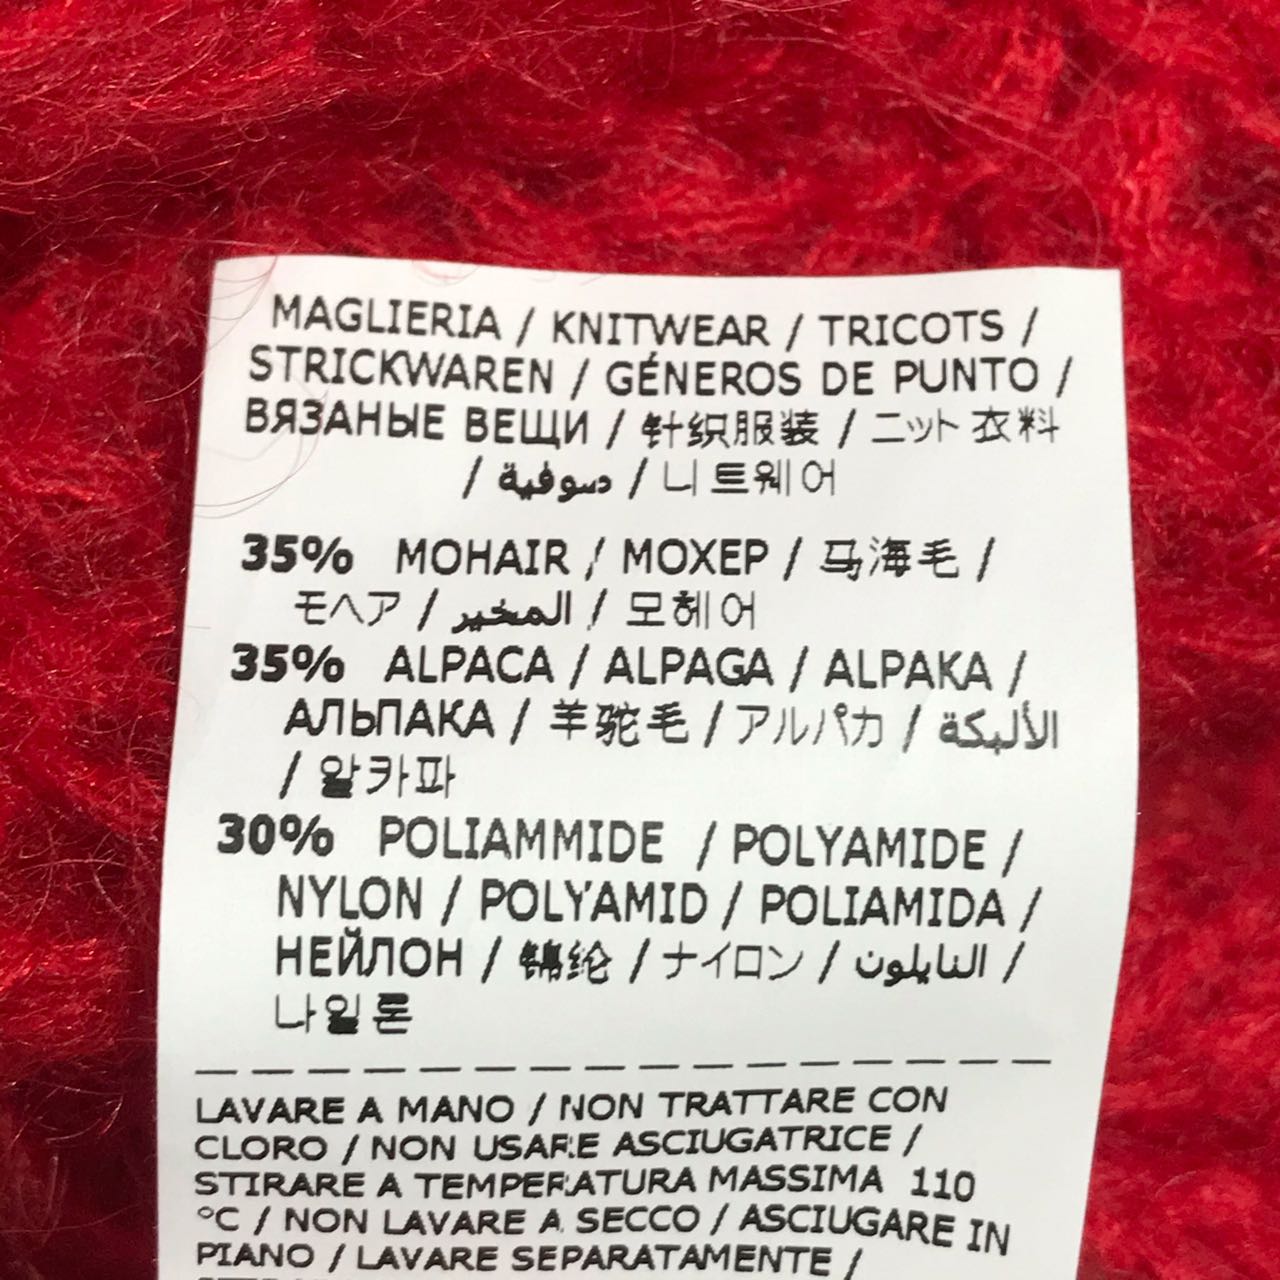 MAGLIERIA / KNITWEAR / TRICOTS /
STRICKWAREN / GÉNEROS DE PUNTO /
ВЯЗАНЫЕ ВЕЩИ / 针织服装 / ニット 衣料
/ دسوفية / 니트웨어
35% MOHAIR / МОХЕР / 马海毛 /
モヘア / المخير / 모헤어
35% ALPACA / ALPAGA / ALPAKA /
АЛЬПАКА / 羊驼毛 / アルパカ / الألبكة
/ 알카파
30% POLIAMMIDE / POLYAMIDE /
NYLON / POLYAMID / POLIAMIDA /
НЕЙЛОН / 锦纶 / ナイロン / النايلون /
나일론
LAVARE A MANO / NON TRATTARE CON
CLORO / NON USARE ASCIUGATRICE /
STIRARE A TEMPERATURA MASSIMA 110
°C / NON LAVARE A SECCO / ASCIUGARE IN
PIANO / LAVARE SEPARATAMENTE /